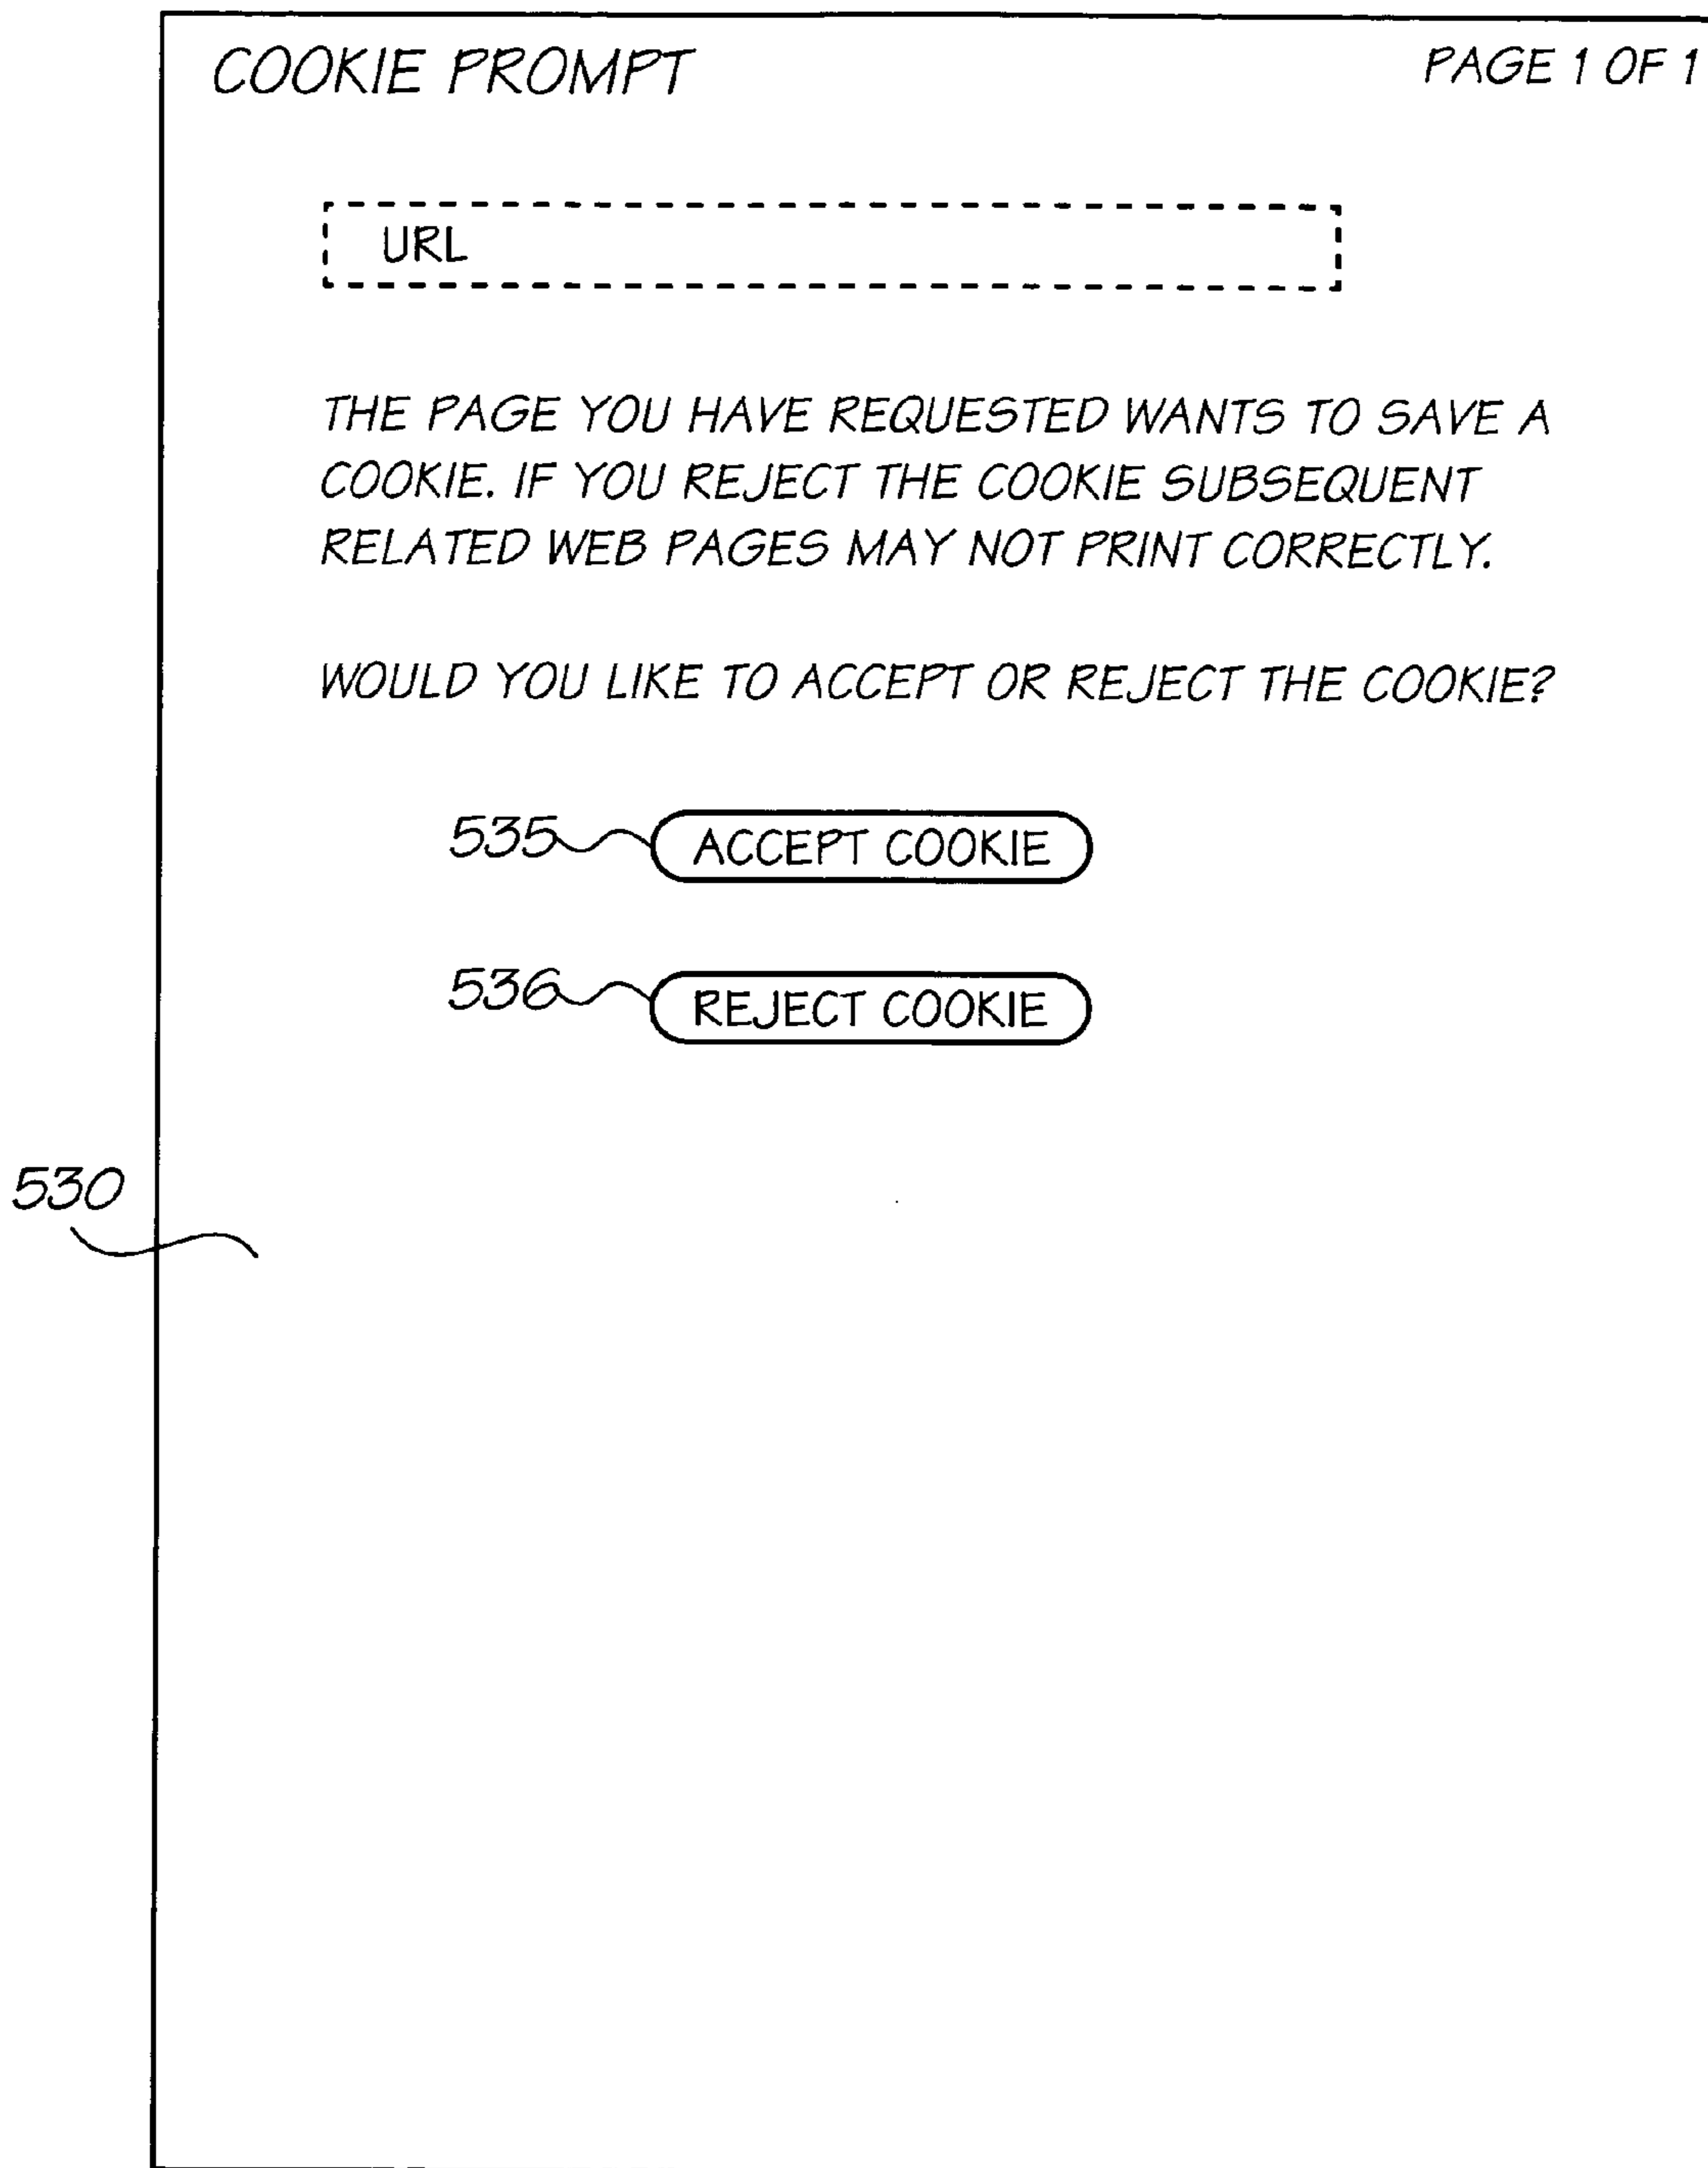 COOKIE PROMPT
PAGE 1 OF 1
URL
THE PAGE YOU HAVE REQUESTED WANTS TO SAVE A
COOKIE. IF YOU REJECT THE COOKIE SUBSEQUENT
RELATED WEB PAGES MAY NOT PRINT CORRECTLY.
WOULD YOU LIKE TO ACCEPT OR REJECT THE COOKIE?
535 ACCEPT COOKIE
536 REJECT COOKIE
530